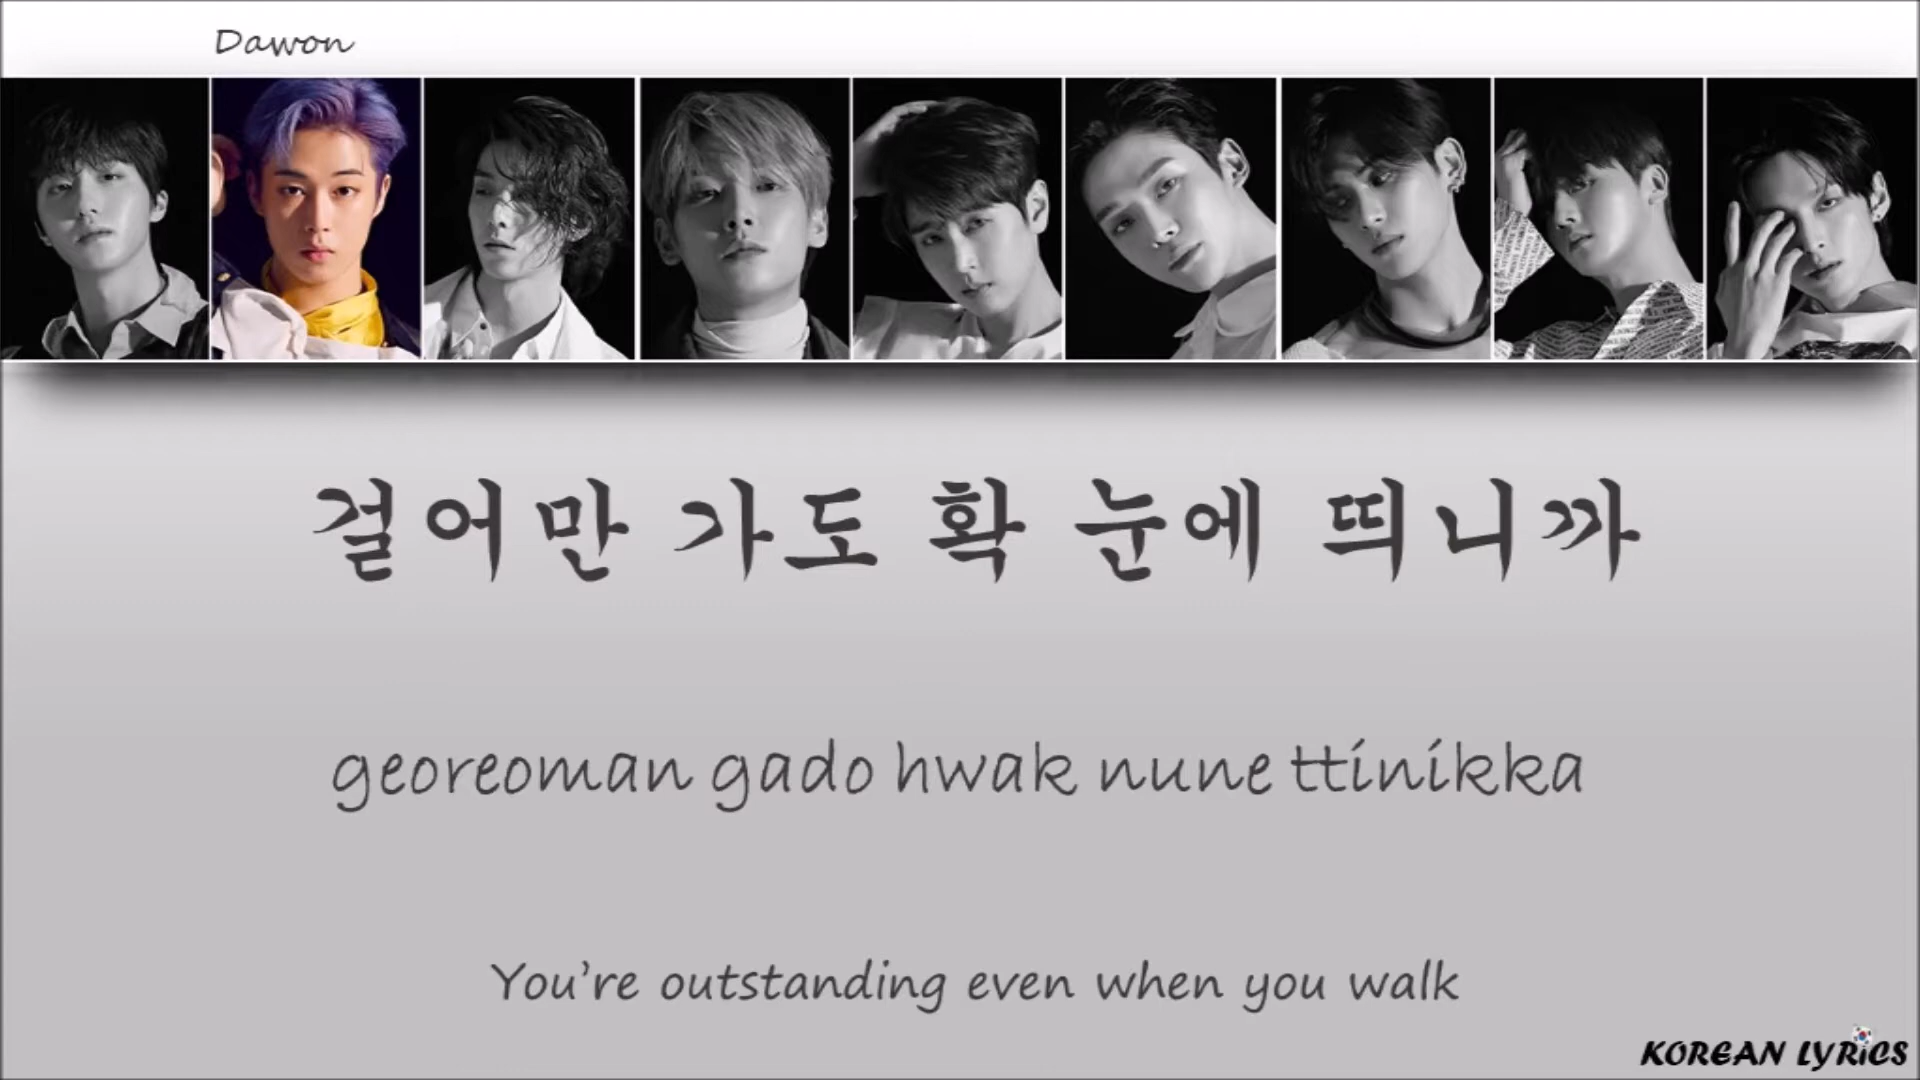 Dawon
걸어만 가도 확 눈에 띄니까
georeoman gado hwak nune ttinikka
You're outstanding even when you walk
KOREAN LYRiCS